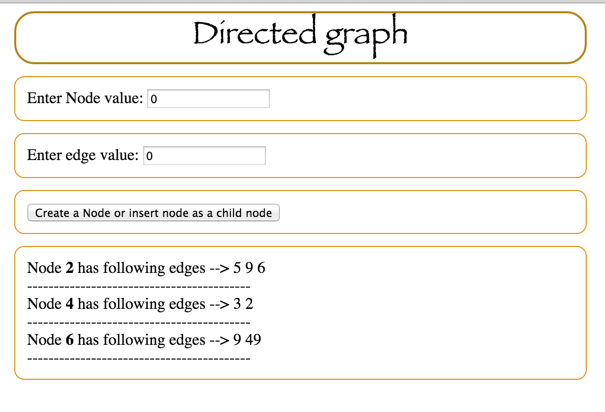 Directed graph
Enter Node value: 0
Enter edge value: 0
Create a Node or insert node as a child node
Node 2 has following edges --> 5 9 6
------------------------------------------
Node 4 has following edges --> 3 2
------------------------------------------
Node 6 has following edges --> 9 49
------------------------------------------